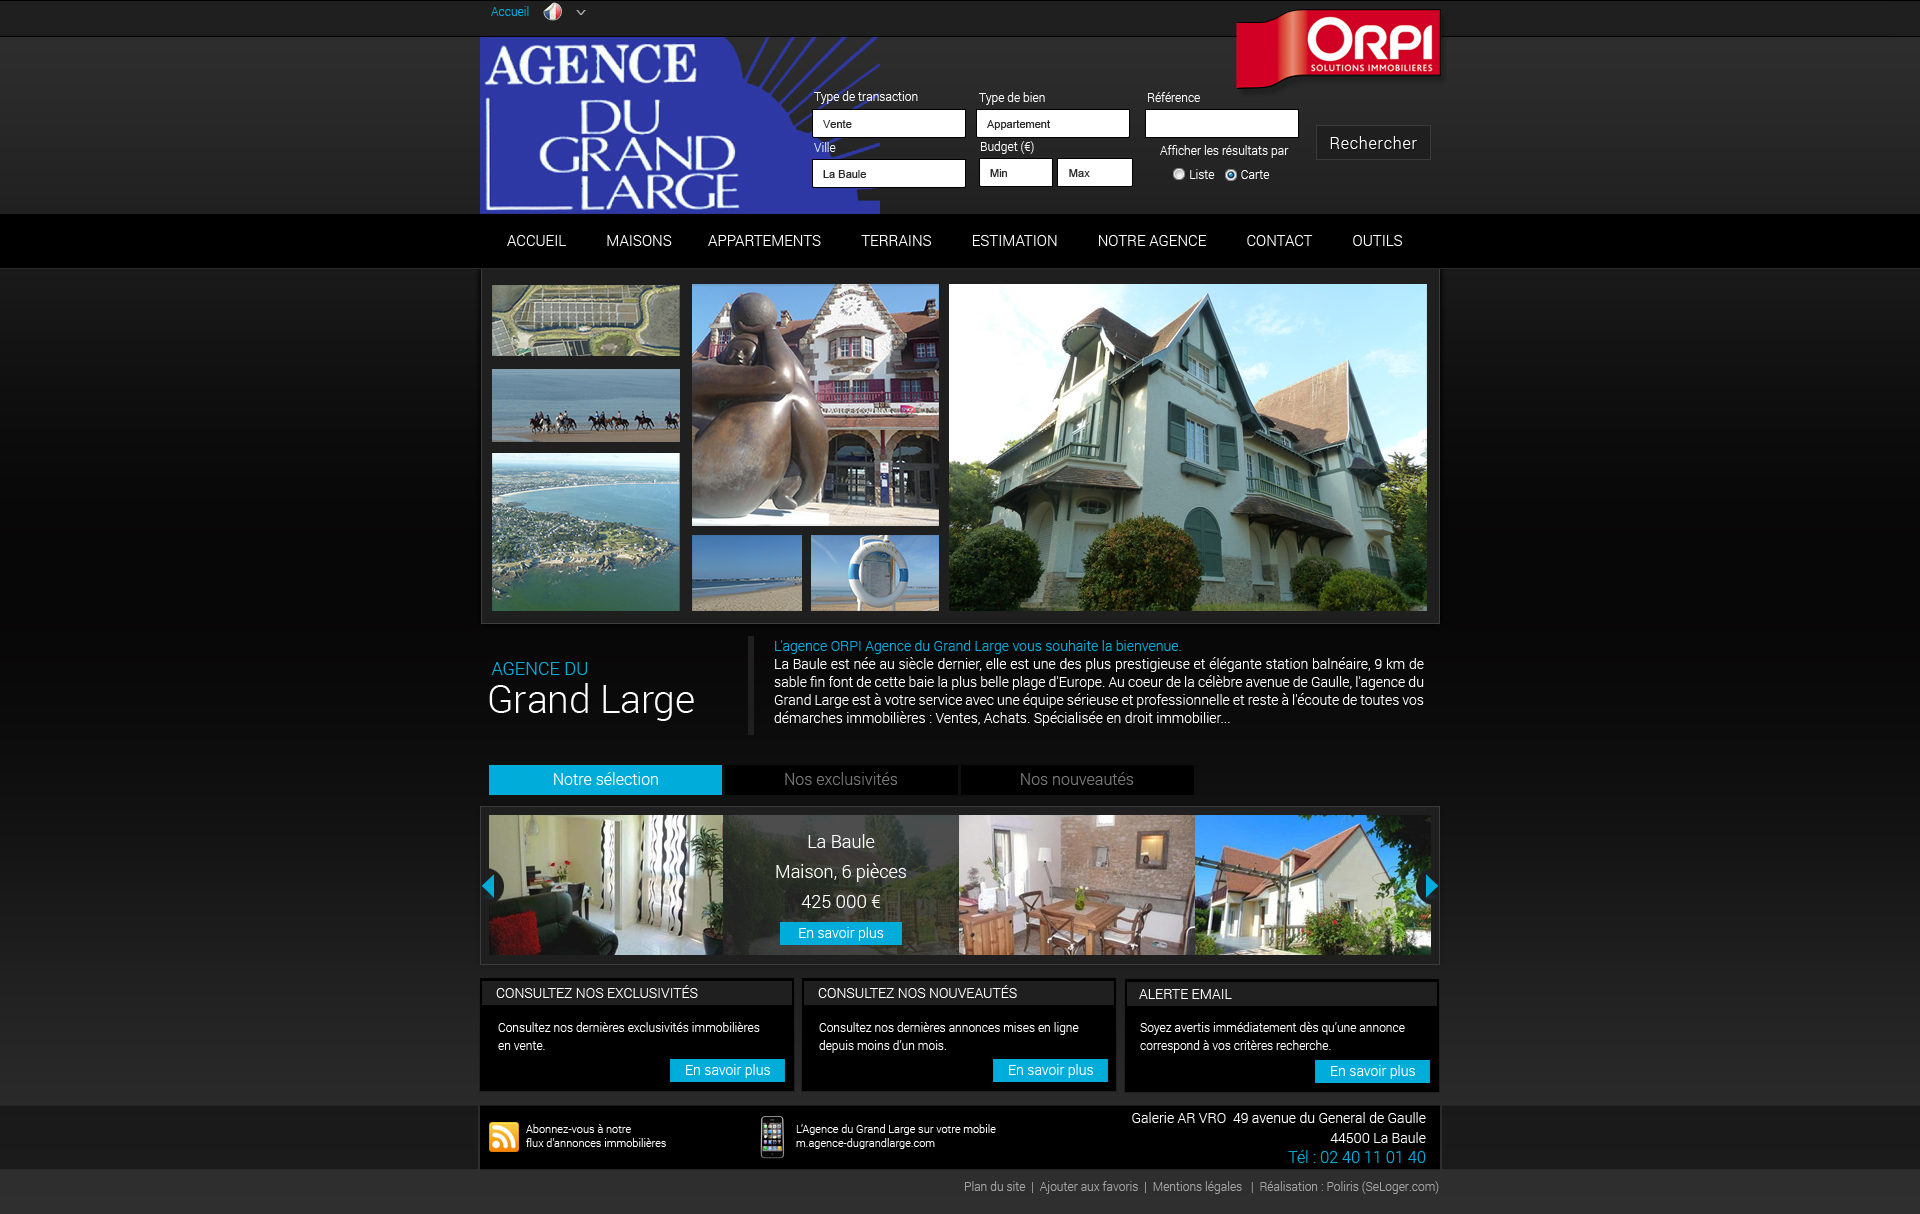 Accueil
ORPI
SOLUTIONS IMMOBILIERES
AGENCE
DU
GRAND
LARGE
Type de transaction
Type de bien
Référence
Vente
Appartement
Ville
Budget (€)
La Baule
Min
Max
Afficher les résultats par
Liste
Carte
Rechercher
ACCUEIL MAISONS APPARTEMENTS TERRAINS ESTIMATION NOTRE AGENCE CONTACT OUTILS
AGENCE DU
Grand Large
L'agence ORPI Agence du Grand Large vous souhaite la bienvenue.
La Baule est née au siècle dernier, elle est une des plus prestigieuse et élégante station balnéaire, 9 km de
sable fin font de cette baie la plus belle plage d'Europe. Au coeur de la célèbre avenue de Gaulle, l'agence du
Grand Large est à votre service avec une équipe sérieuse et professionnelle et reste à l'écoute de toutes vos
démarches immobilières : Ventes, Achats. Spécialisée en droit immobilier...
Notre sélection
Nos exclusivités
Nos nouveautés
La Baule
Maison, 6 pièces
425 000 €
En savoir plus
CONSULTEZ NOS EXCLUSIVITÉS
Consultez nos dernières exclusivités immobilières
en vente.
En savoir plus
CONSULTEZ NOS NOUVEAUTÉS
Consultez nos dernières annonces mises en ligne
depuis moins d'un mois.
En savoir plus
ALERTE EMAIL
Soyez avertis immédiatement dès qu'une annonce
correspond à vos critères recherche.
En savoir plus
Abonnez-vous à notre
flux d'annonces immobilières
L'Agence du Grand Large sur votre mobile
m.agence-dugrandlarge.com
Galerie AR VRO 49 avenue du General de Gaulle
44500 La Baule
Tél : 02 40 11 01 40
Plan du site | Ajouter aux favoris | Mentions légales | Réalisation : Poliris (SeLoger.com)